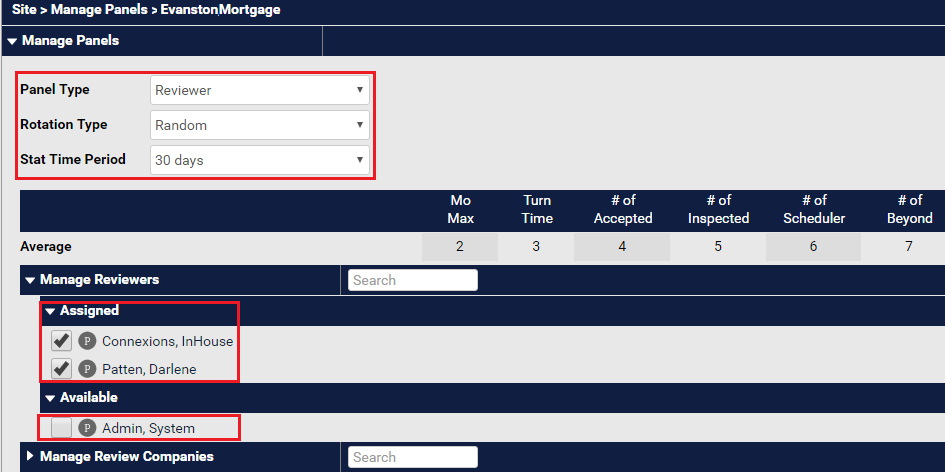 Site > Manage Panels > Evanston Mortgage
Manage Panels
Panel Type Reviewer
Rotation Type Random
Stat Time Period 30 days
Mo Max Turn Time # of Accepted # of Inspected # of Scheduler # of Beyond
Average 2 3 4 5 6 7
Manage Reviewers Search
Assigned
P Connexions, InHouse
P Patten, Darlene
Available
P Admin, System
Manage Review Companies Search